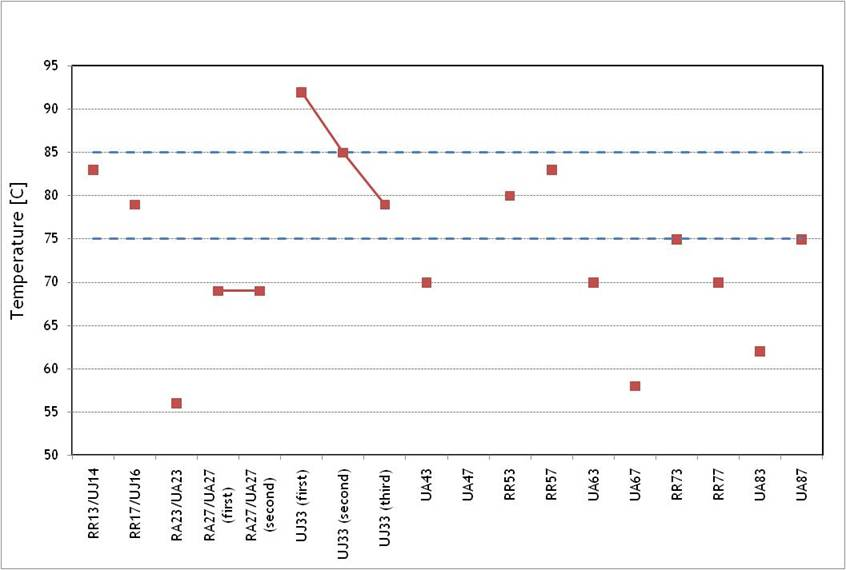 Temperature [C]
95
90
85
80
75
70
65
60
55
50
RR13/UJ14
RR17/UJ16
RA23/UA23
RA27/UA27
(first)
RA27/UA27
(second)
UJ33 (first)
UJ33 (second)
UJ33 (third)
UA43
UA47
RR53
RR57
UA63
UA67
RR73
RR77
UA83
UA87